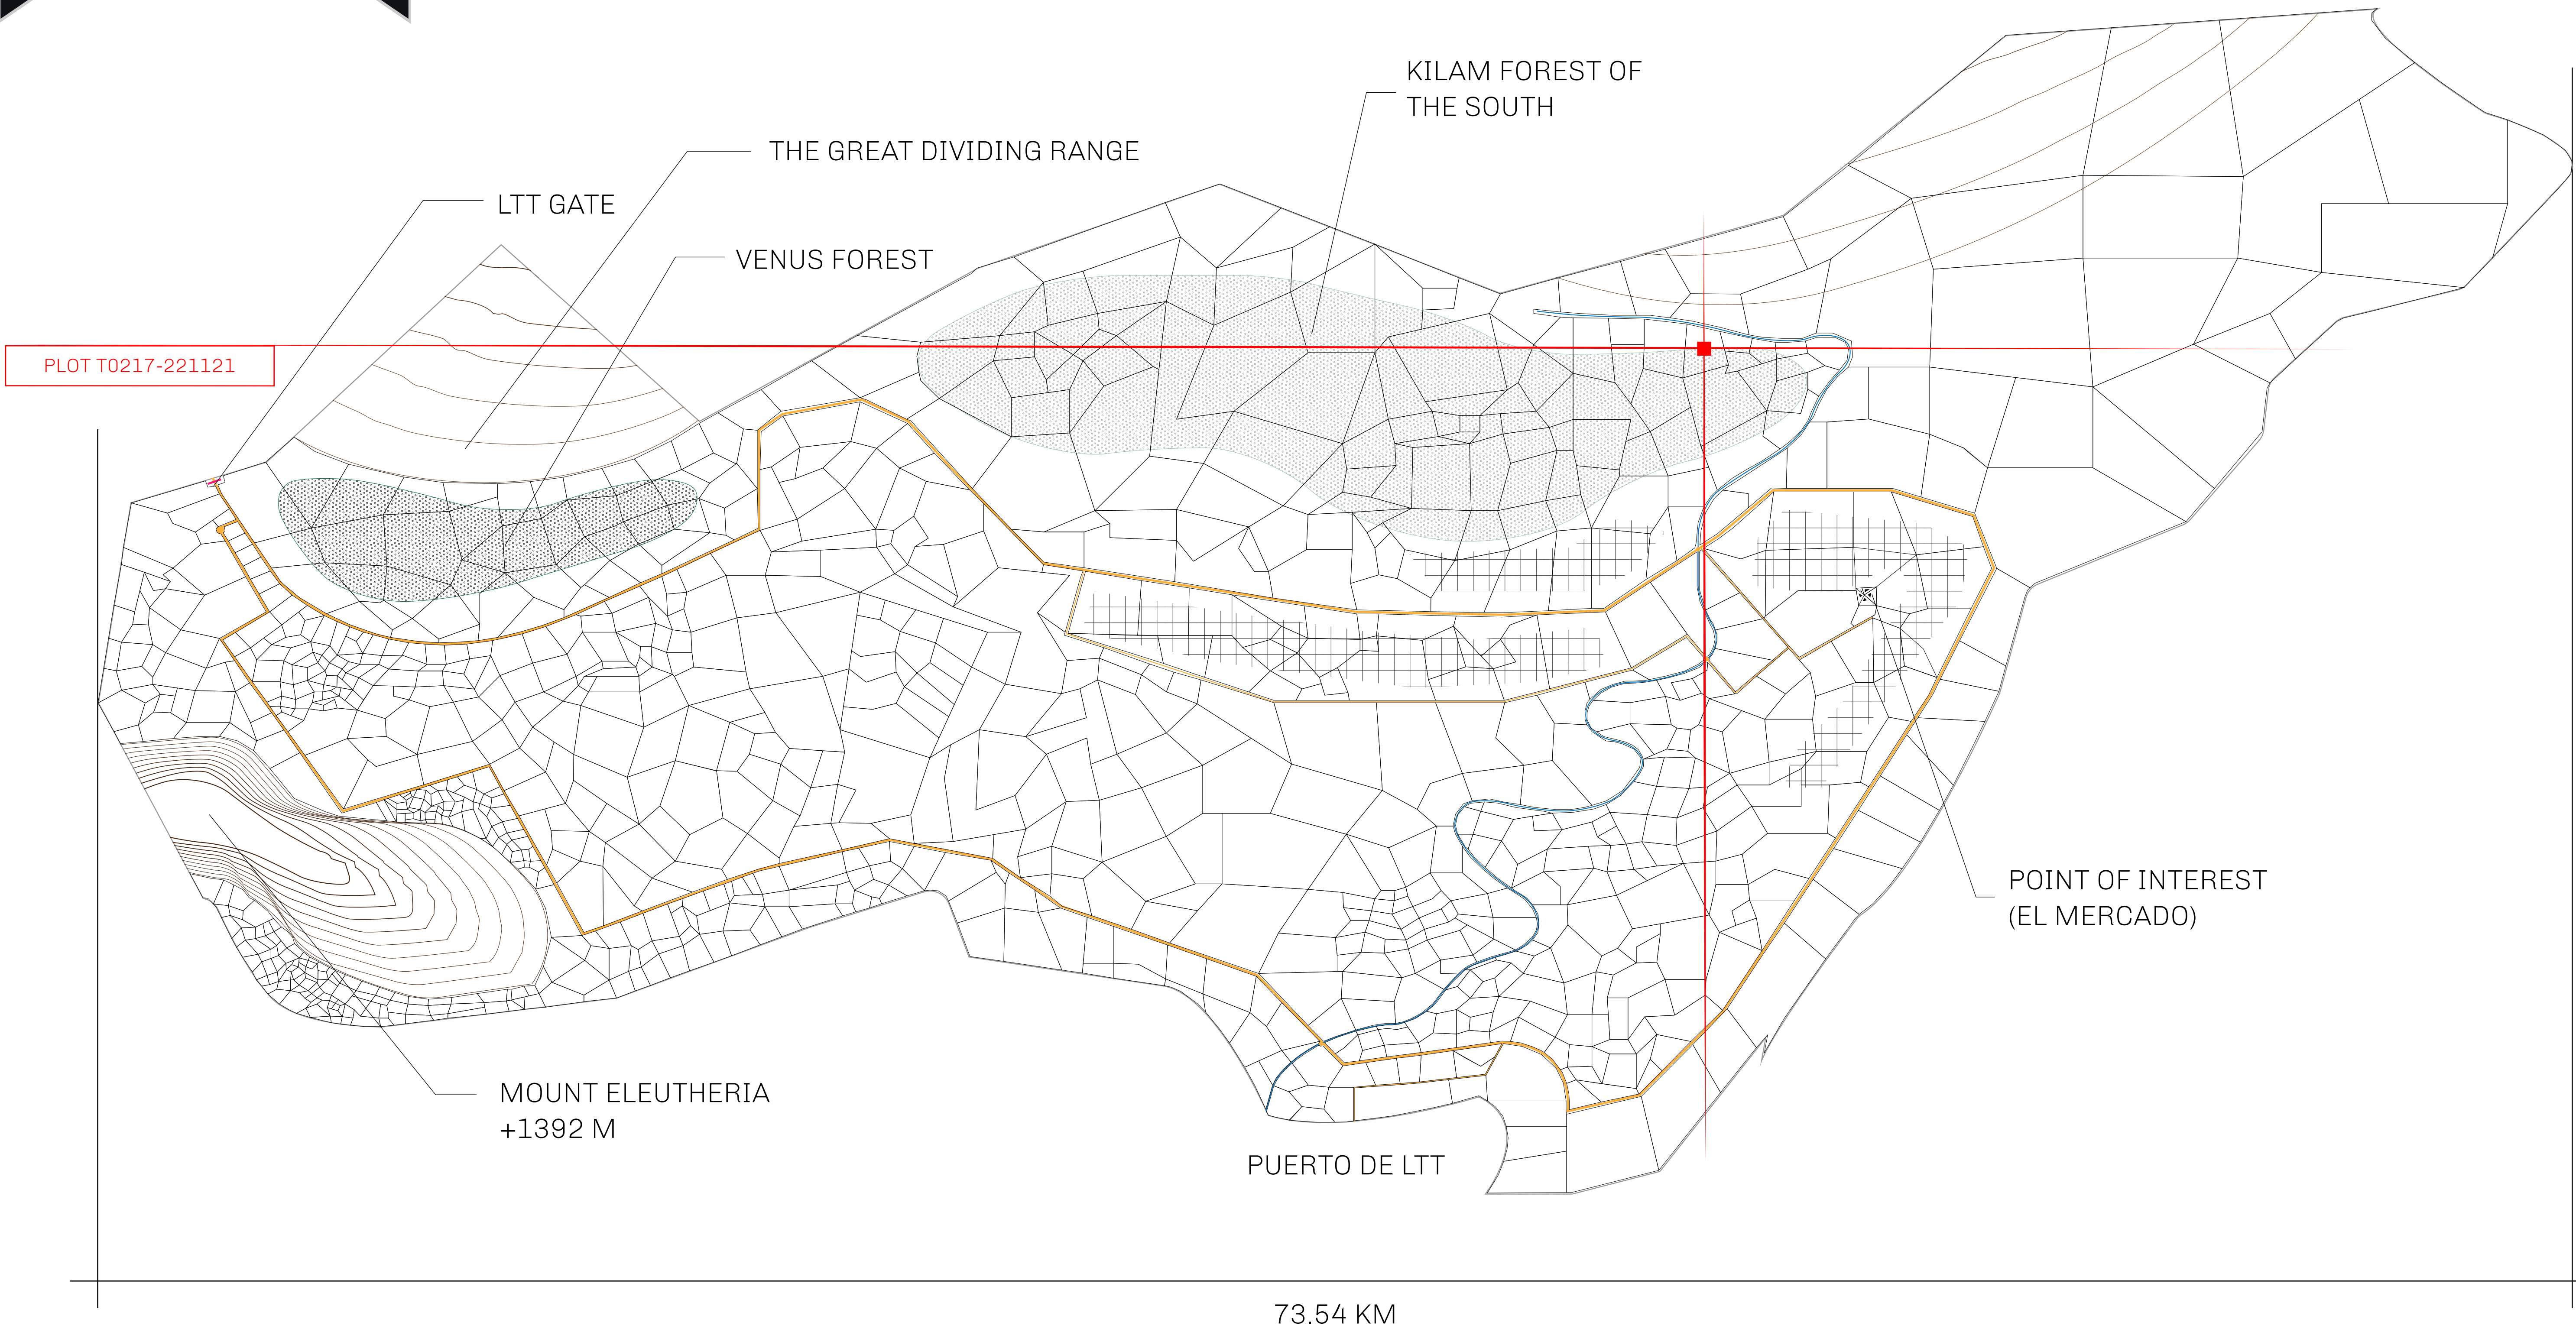 KILAM FOREST OF
THE SOUTH
THE GREAT DIVIDING RANGE
LTT GATE
VENUS FOREST
PLOT T0217-221121
POINT OF INTEREST
(EL MERCADO)
MOUNT ELEUTHERIA
+1392 M
PUERTO DE LTT
73.54 KM